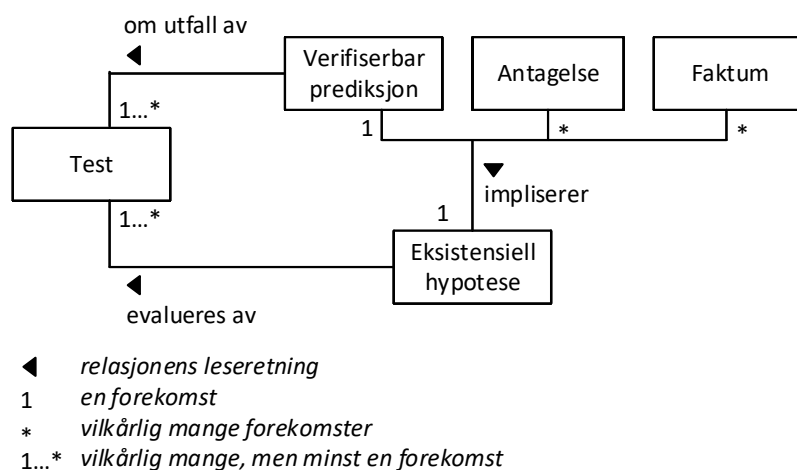 om utfall av
Verifiserbar
prediksjon
Antagelse
Faktum
1...*
1
*
*
Test
impliserer
1...*
1
Eksistensiell
hypotese
evalueres av
relasjonens leseretning
1 en forekomst
* vilkårlig mange forekomster
1...* vilkårlig mange, men minst en forekomst